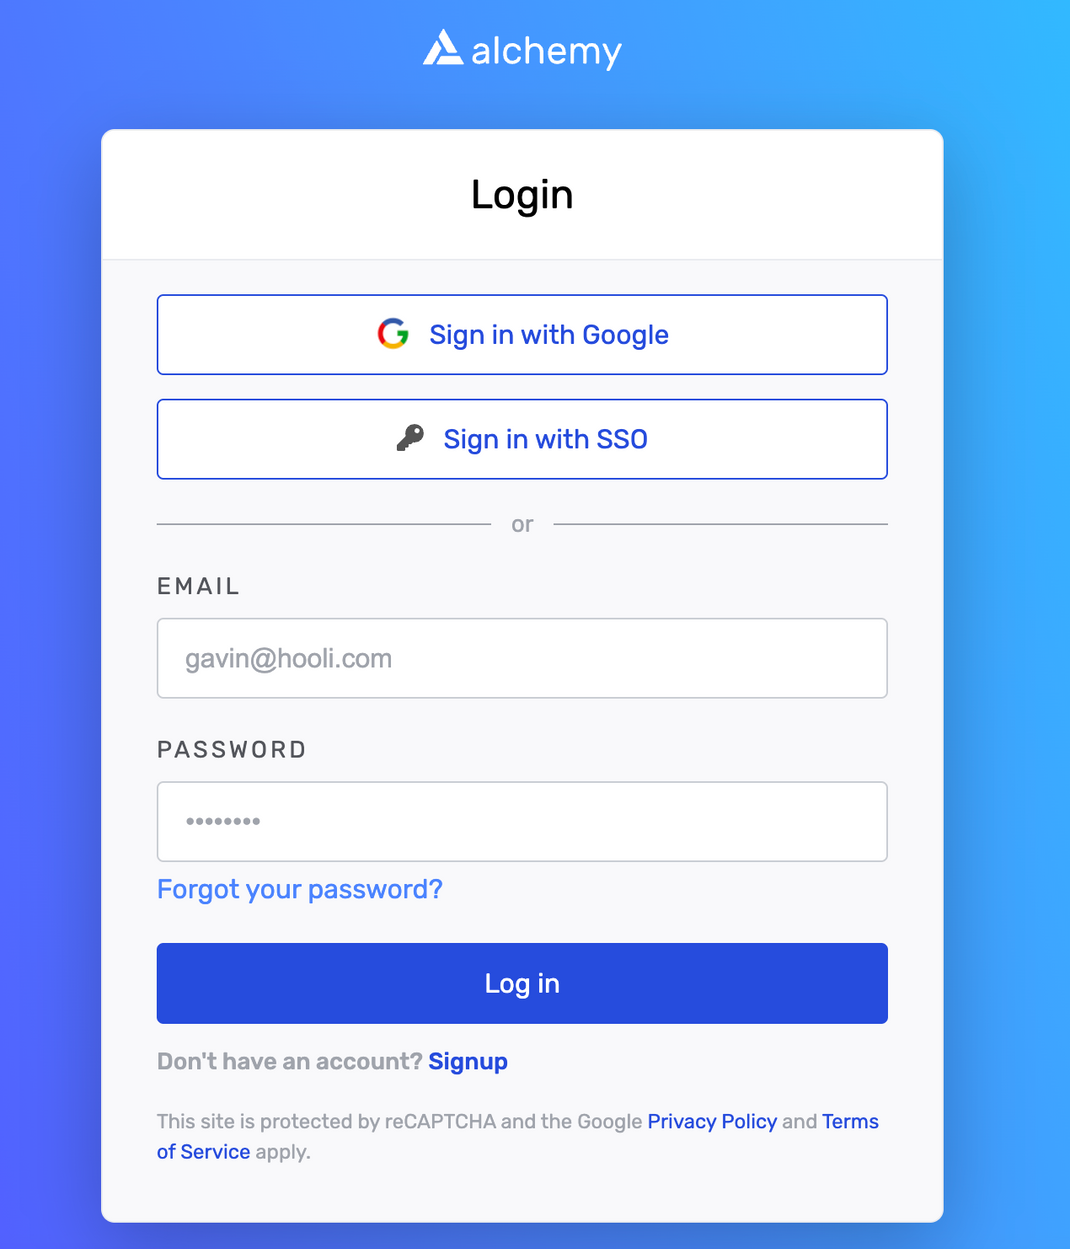 alchemy
Login
Sign in with Google
Sign in with SSO
or
EMAIL
gavin@hooli.com
PASSWORD
••••••••
Forgot your password?
Log in
Don't have an account? Signup
This site is protected by reCAPTCHA and the Google Privacy Policy and Terms
of Service apply.